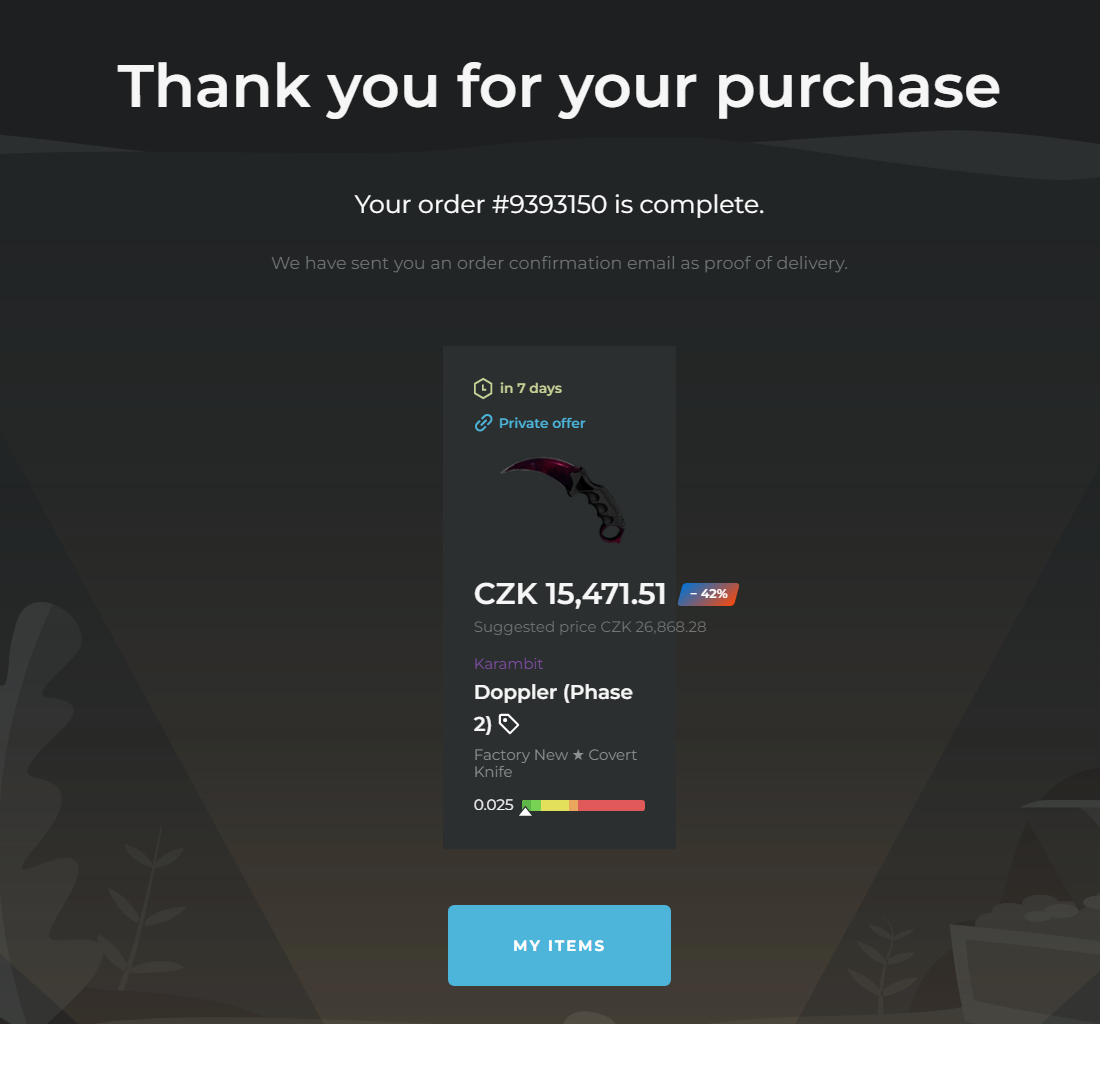 Thank you for your purchase
Your order #9393150 is complete.
We have sent you an order confirmation email as proof of delivery.
in 7 days
Private offer
CZK 15,471.51 − 42%
Suggested price CZK 26,868.28
Karambit
Doppler (Phase
2)
Factory New ★ Covert
Knife
0.025
MY ITEMS